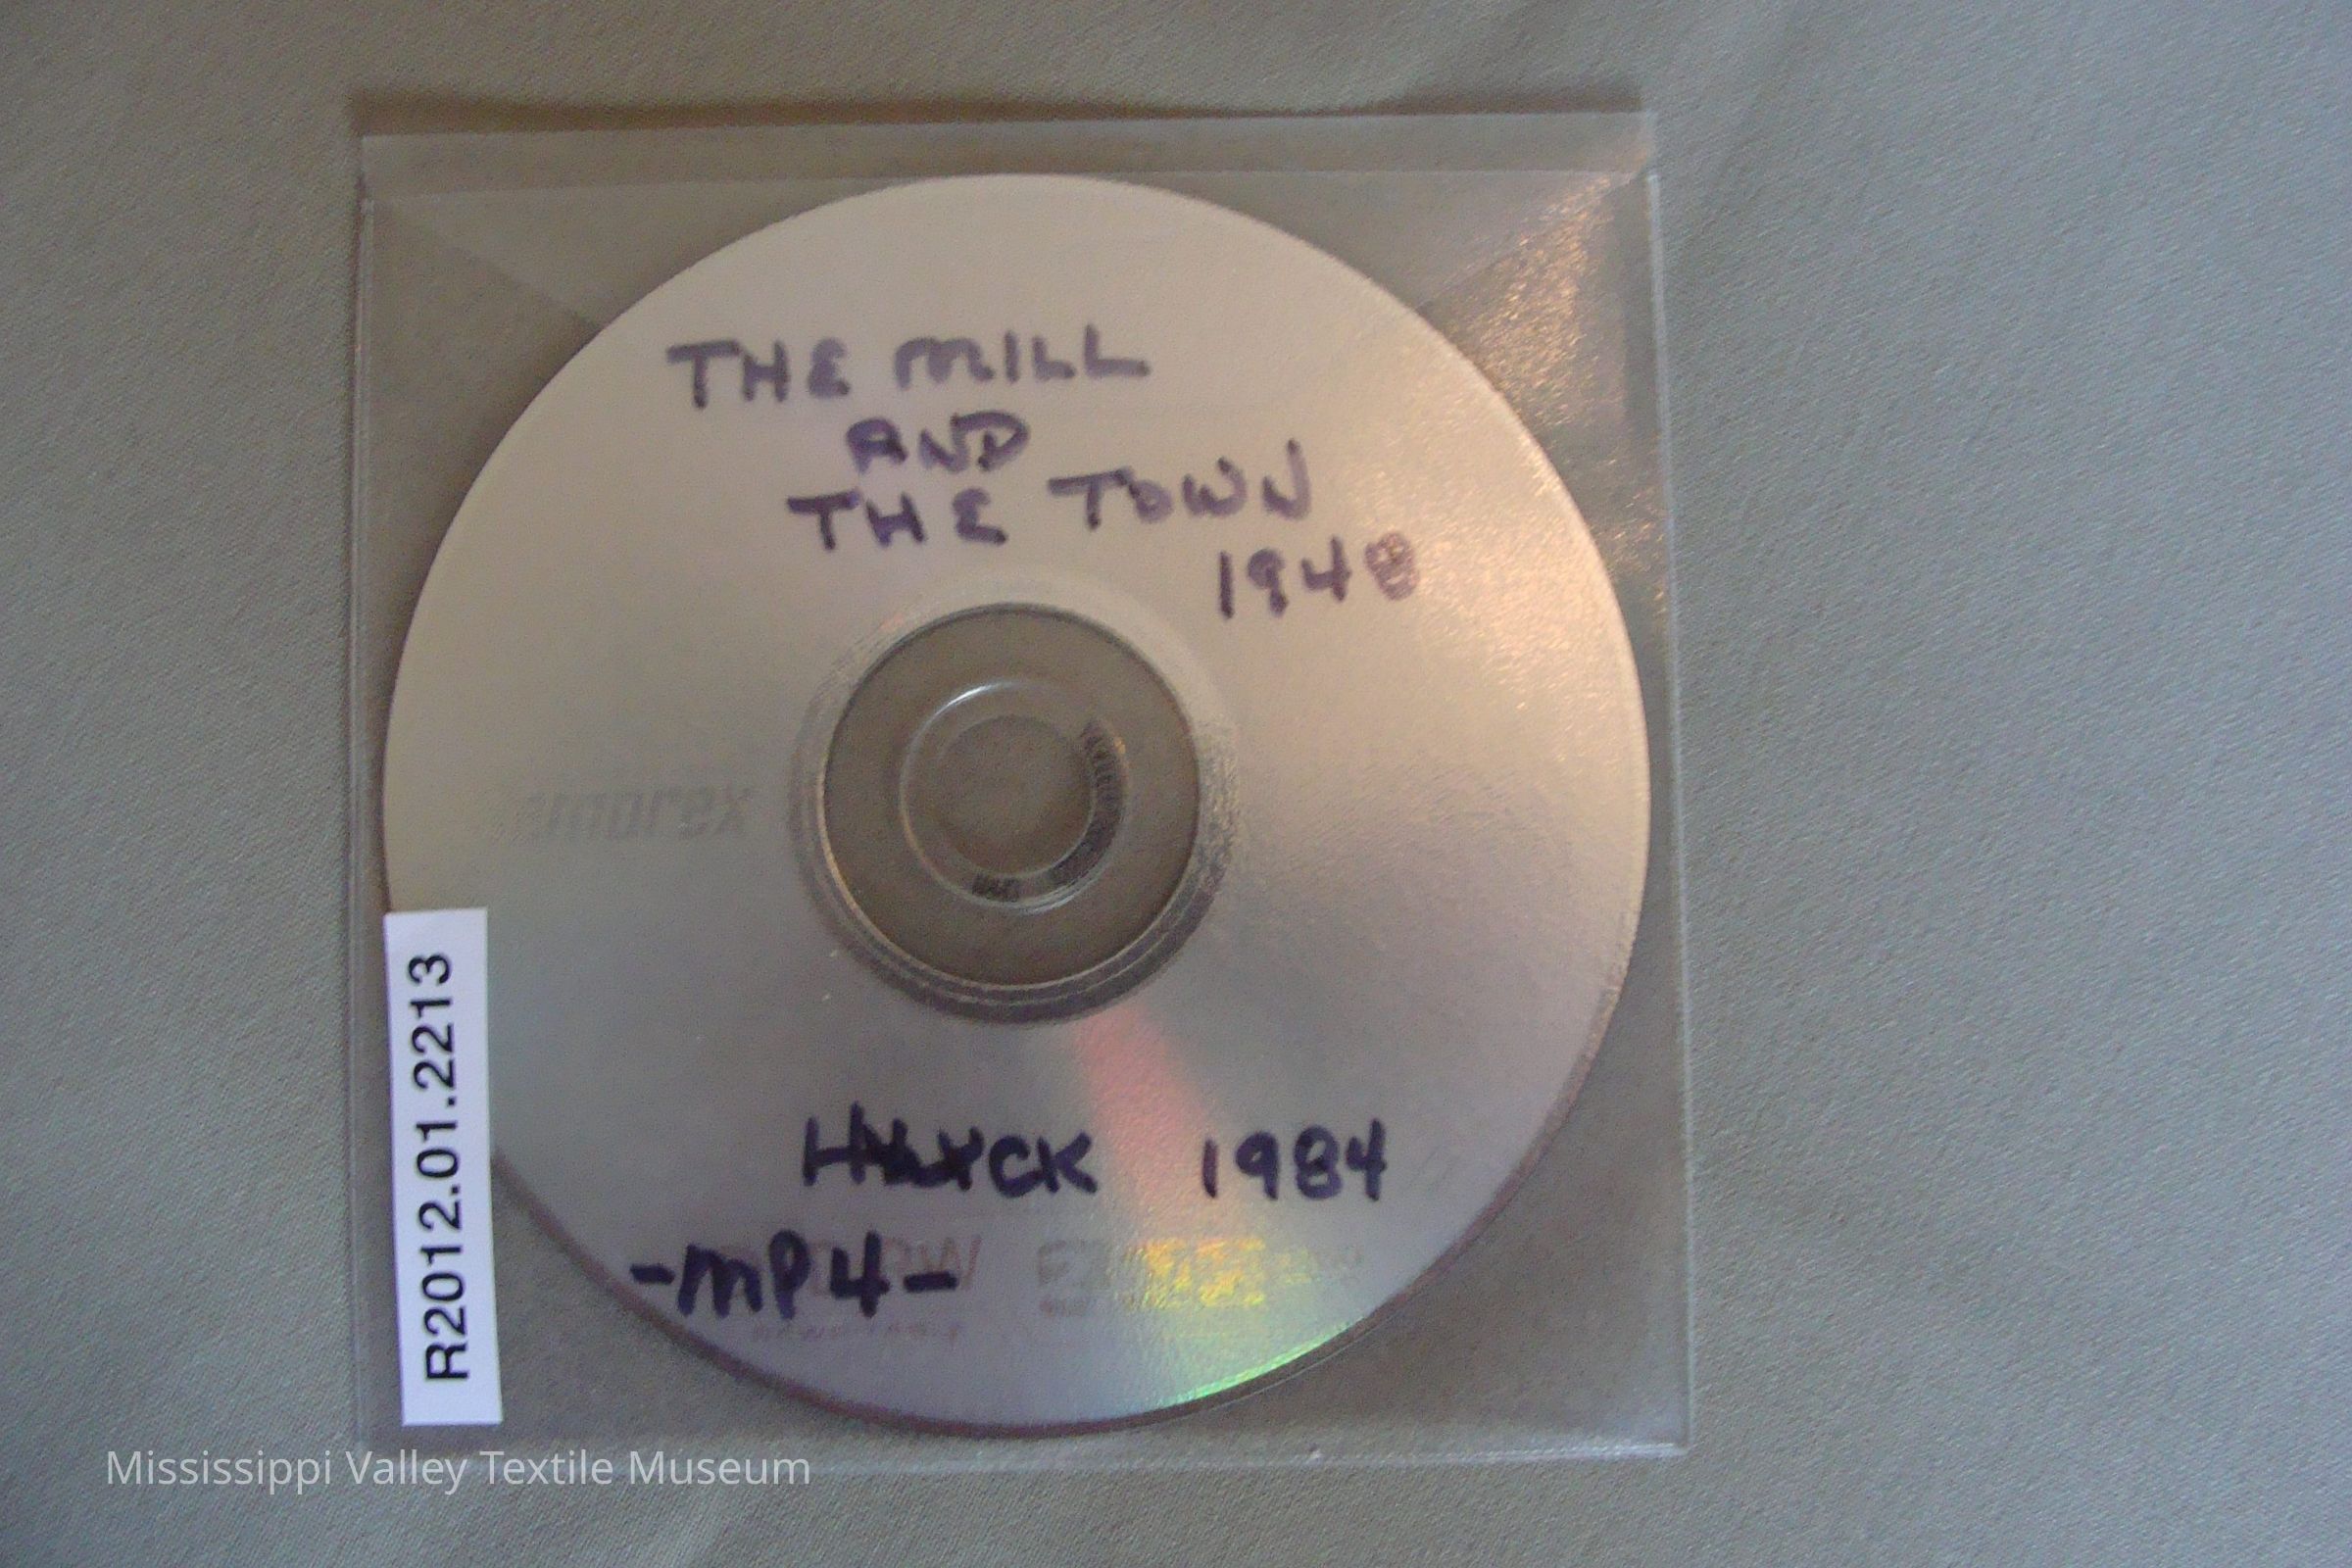 THE MILL
AND
THE TOWN
1948
1984
-MP4-
R2012.01.2213
Mississippi Valley Textile Museum